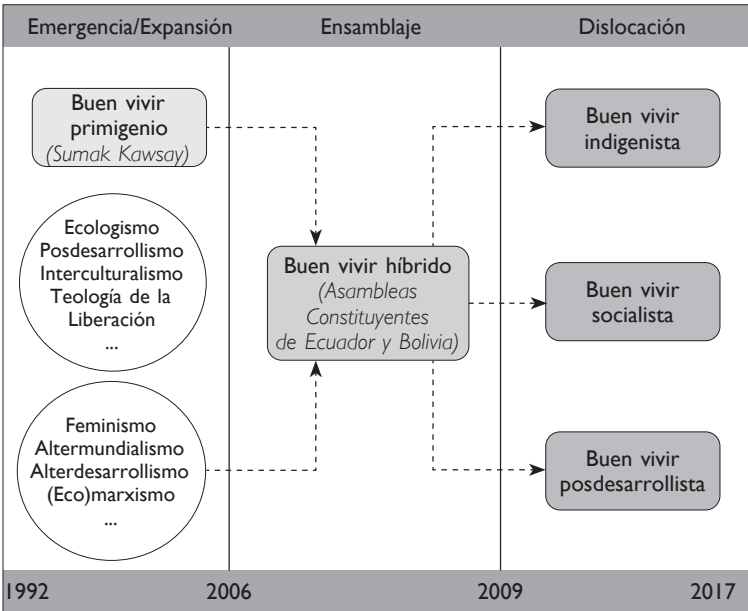 Emergencia/Expansión
Ensamblaje
Dislocación
Buen vivir
primigenio
(Sumak Kawsay)
Ecologismo
Posdesarrollismo
Interculturalismo
Teología de la
Liberación
...
Feminismo
Altermundialismo
Alterdesarrollismo
(Eco)marxismo
...
Buen vivir híbrido
(Asambleas
Constituyentes
de Ecuador y Bolivia)
Buen vivir
indigenista
Buen vivir
socialista
Buen vivir
posdesarrollista
1992
2006
2009
2017